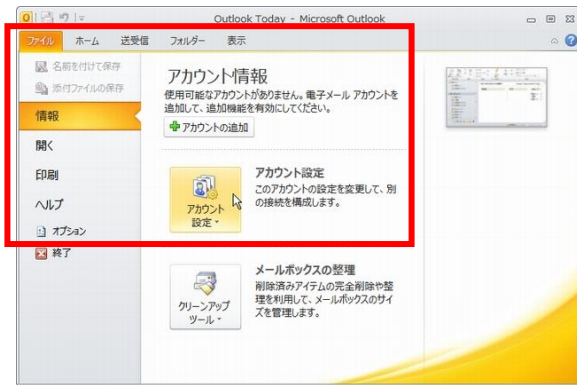 Outlook Today - Microsoft Outlook
ファイル ホーム 送受信 フォルダー 表示
名前を付けて保存
添付ファイルの保存
情報
開く
印刷
ヘルプ
オプション
終了
アカウント情報
使用可能なアカウントがありません。電子メール アカウントを
追加して、追加機能を有効にしてください。
アカウントの追加
アカウント
設定
アカウント設定
このアカウントの設定を変更して、別
の接続を構成します。
クリーンアップ
ツール
メールボックスの整理
削除済みアイテムの完全削除や整
理を利用して、メールボックスのサイ
ズを管理します。